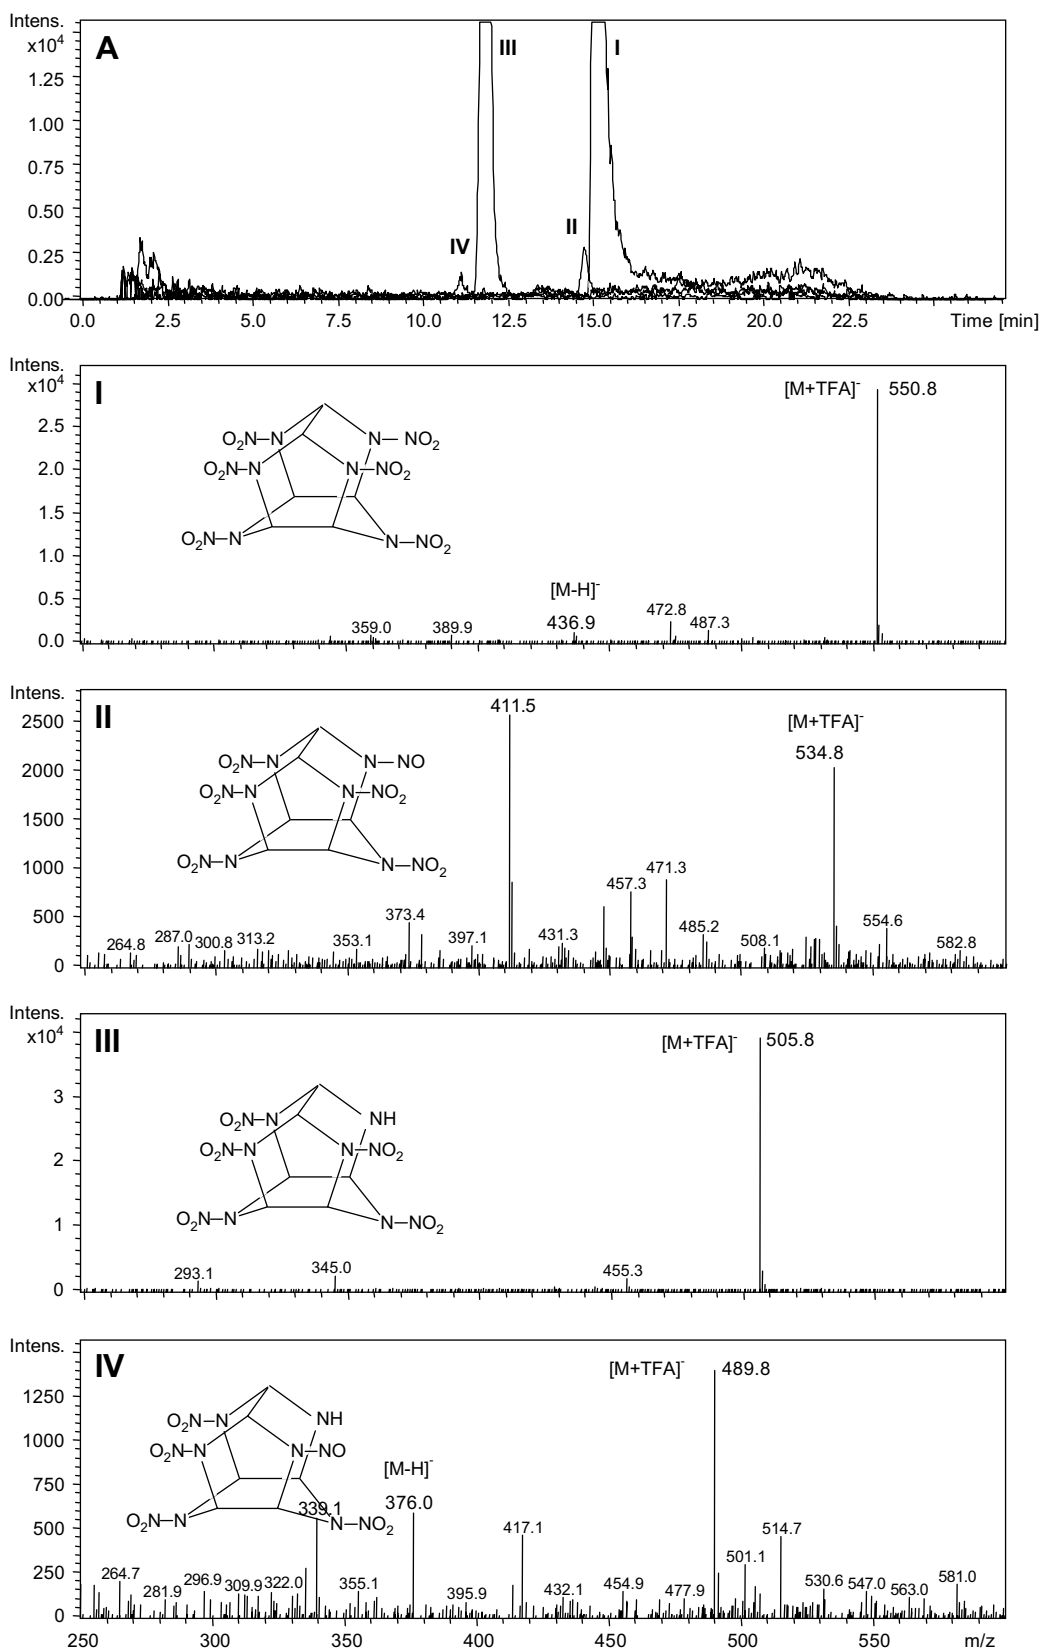 Intens.
x10⁴
A
III
I
1.25
1.00
0.75
0.50
II
IV
0.25
0.00
0.0 2.5 5.0 7.5 10.0 12.5 15.0 17.5 20.0 22.5 Time [min]
Intens.
x10⁴
I
[M+TFA]⁻ 550.8
O₂N–N N–NO₂
O₂N–N N–NO₂
O₂N–N N–NO₂
2.5
2.0
1.5
1.0
0.5
0.0
[M-H]⁻
359.0 389.9 436.9 472.8 487.3
Intens.
II
411.5
[M+TFA]⁻
534.8
O₂N–N N–NO
O₂N–N N–NO₂
O₂N–N N–NO₂
2500
2000
1500
1000
500
0
264.8 287.0 300.8 313.2 353.1 373.4 397.1 431.3 457.3 471.3 485.2 508.1 554.6 582.8
Intens.
x10⁴
III
[M+TFA]⁻ 505.8
O₂N–N NH
O₂N–N N–NO₂
O₂N–N N–NO₂
3
2
1
0
293.1 345.0 455.3
Intens.
IV
[M+TFA]⁻ 489.8
O₂N–N NH
O₂N–N N–NO
O₂N–N N–NO₂
[M-H]⁻
1250
1000
750
500
250
0
264.7 281.9 296.9 309.9 322.0 339.1 355.1 376.0 395.9 417.1 432.1 454.9 477.9 501.1 514.7 530.6 547.0 563.0 581.0
250 300 350 400 450 500 550 m/z